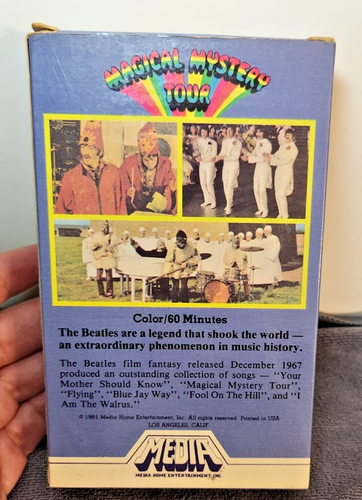 MAGICAL MYSTERY
TOUR
Color/60 Minutes
The Beatles are a legend that shook the world —
an extraordinary phenomenon in music history.
The Beatles film fantasy released December 1967
produced an outstanding collection of songs — "Your
Mother Should Know", "Magical Mystery Tour",
"Flying", "Blue Jay Way", "Fool On The Hill", and "I
Am The Walrus."
© 1981 Media Home Entertainment, Inc. All rights reserved. Printed in USA
LOS ANGELES, CALIF.
MEDIA
MEDIA HOME ENTERTAINMENT, INC.